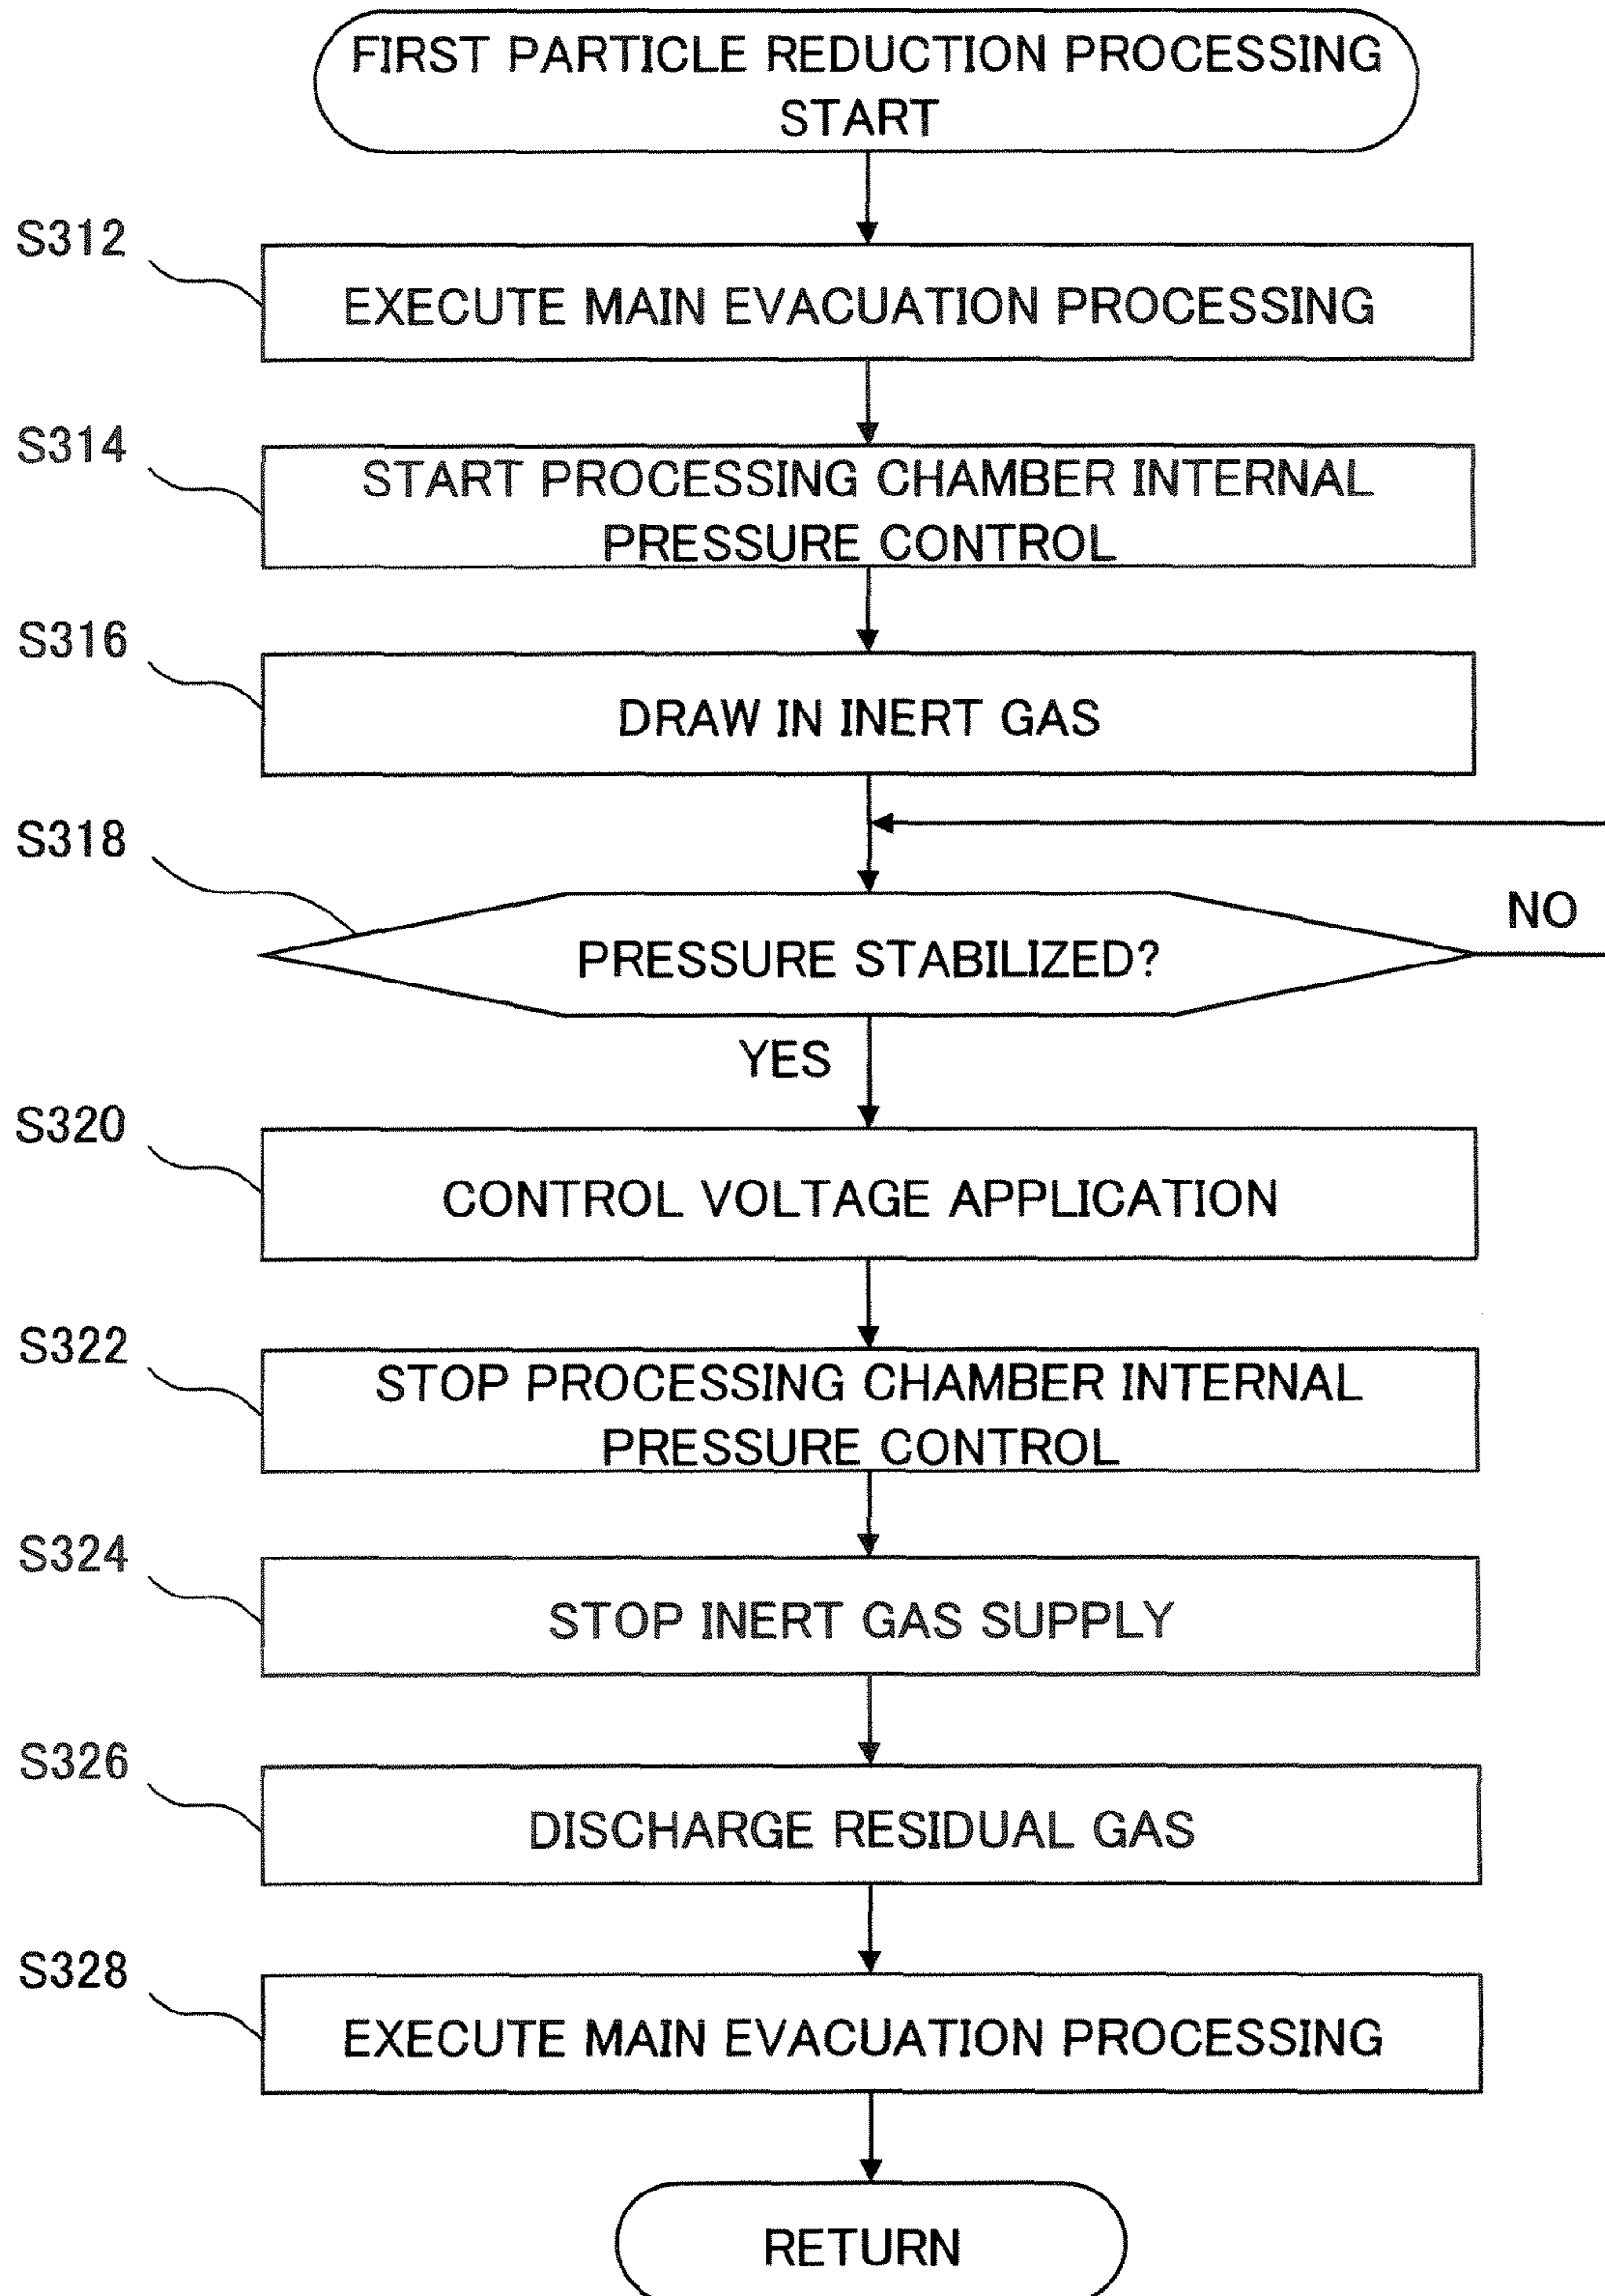 FIRST PARTICLE REDUCTION PROCESSING
START
S312
EXECUTE MAIN EVACUATION PROCESSING
S314
START PROCESSING CHAMBER INTERNAL
PRESSURE CONTROL
S316
DRAW IN INERT GAS
S318
PRESSURE STABILIZED?
NO
YES
S320
CONTROL VOLTAGE APPLICATION
S322
STOP PROCESSING CHAMBER INTERNAL
PRESSURE CONTROL
S324
STOP INERT GAS SUPPLY
S326
DISCHARGE RESIDUAL GAS
S328
EXECUTE MAIN EVACUATION PROCESSING
RETURN